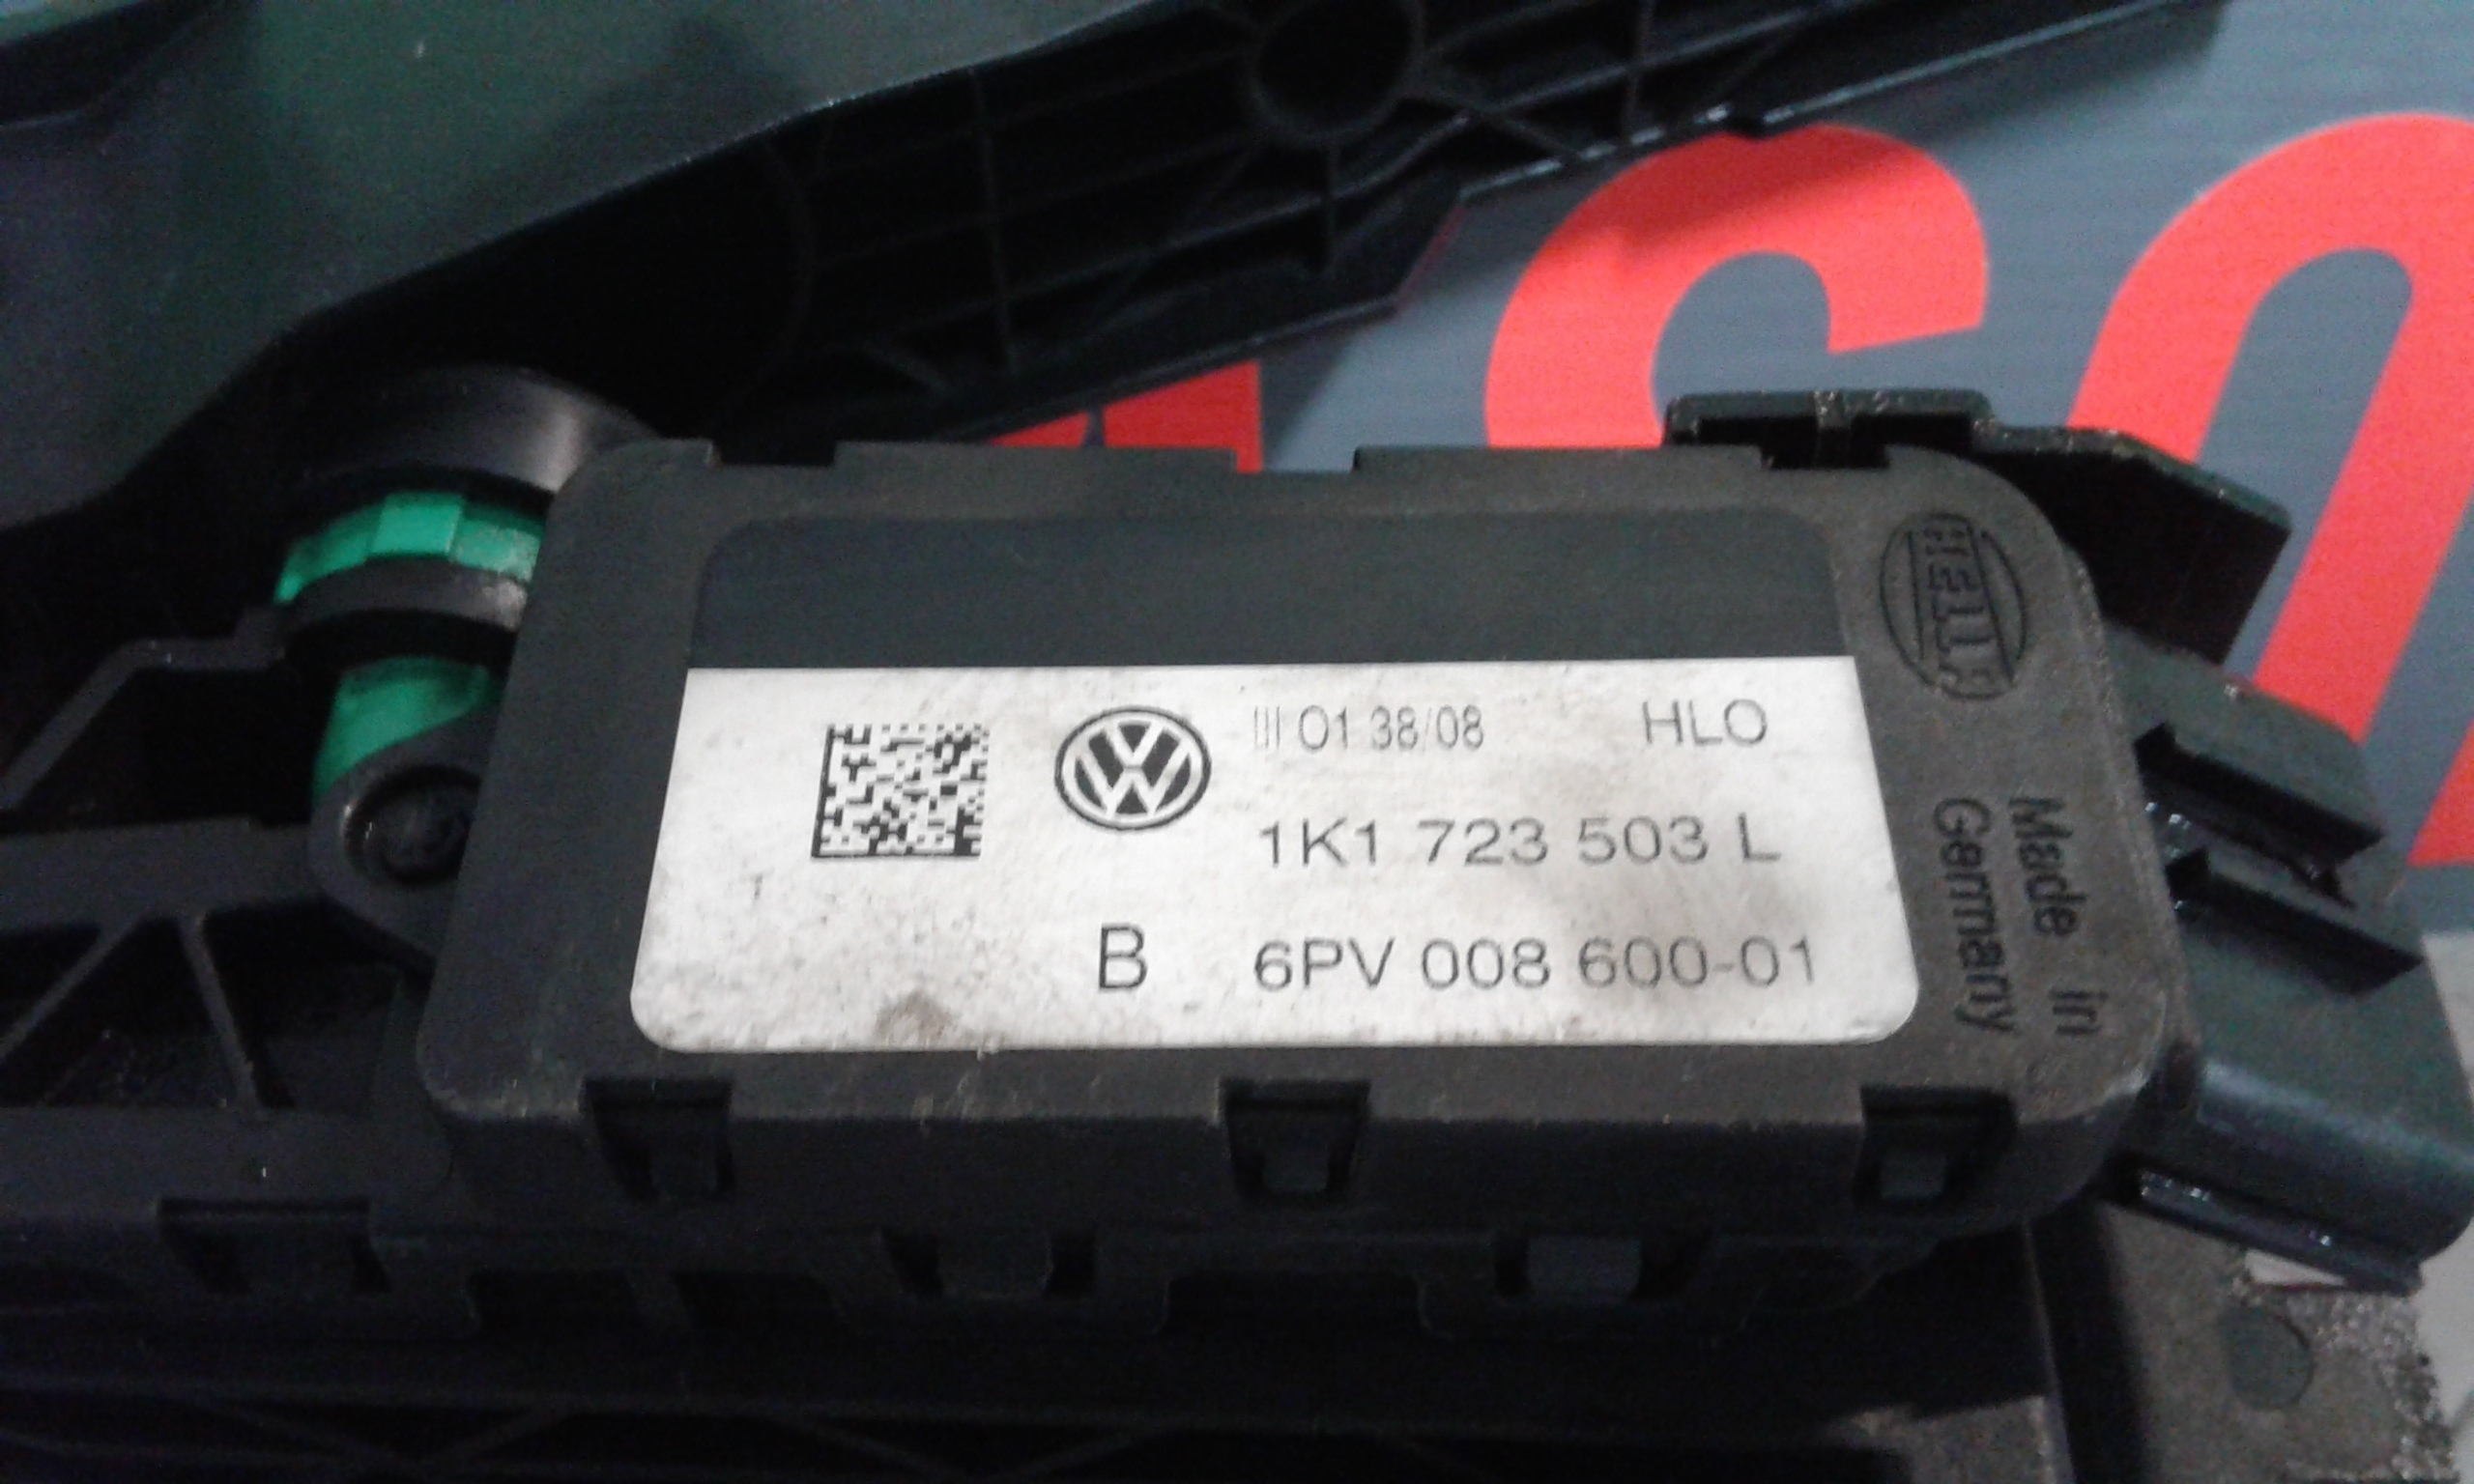 III 01 38/08 HLO
1K1 723 503 L
B 6PV 008 600-01
HELLA
Made in
Germany